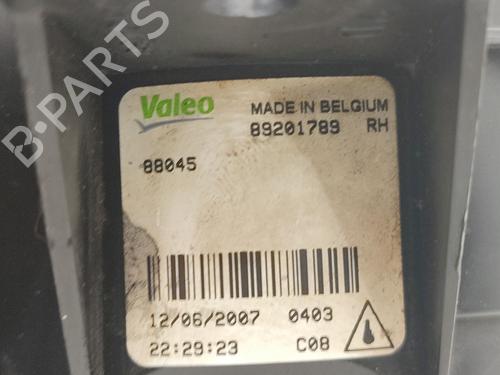 Valeo
MADE IN BELGIUM
89201789 RH
88045
12/06/2007 0403
22:29:23 C08
B-PARTS